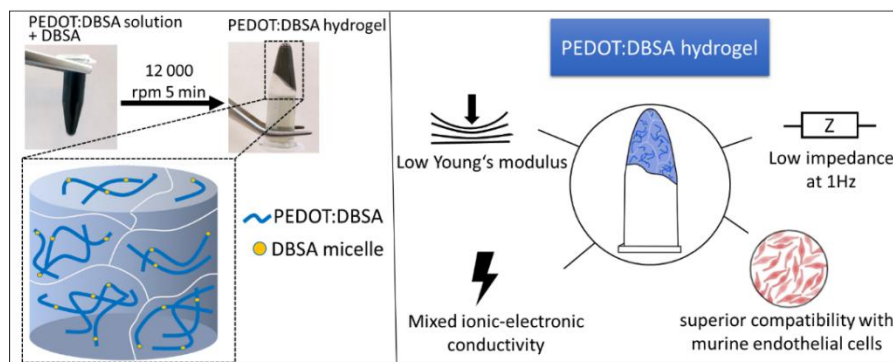 PEDOT:DBSA solution
+ DBSA
12 000
rpm 5 min
PEDOT:DBSA hydrogel
PEDOT:DBSA
DBSA micelle
PEDOT:DBSA hydrogel
Low Young's modulus
Z
Low impedance
at 1Hz
Mixed ionic-electronic
conductivity
superior compatibility with
murine endothelial cells